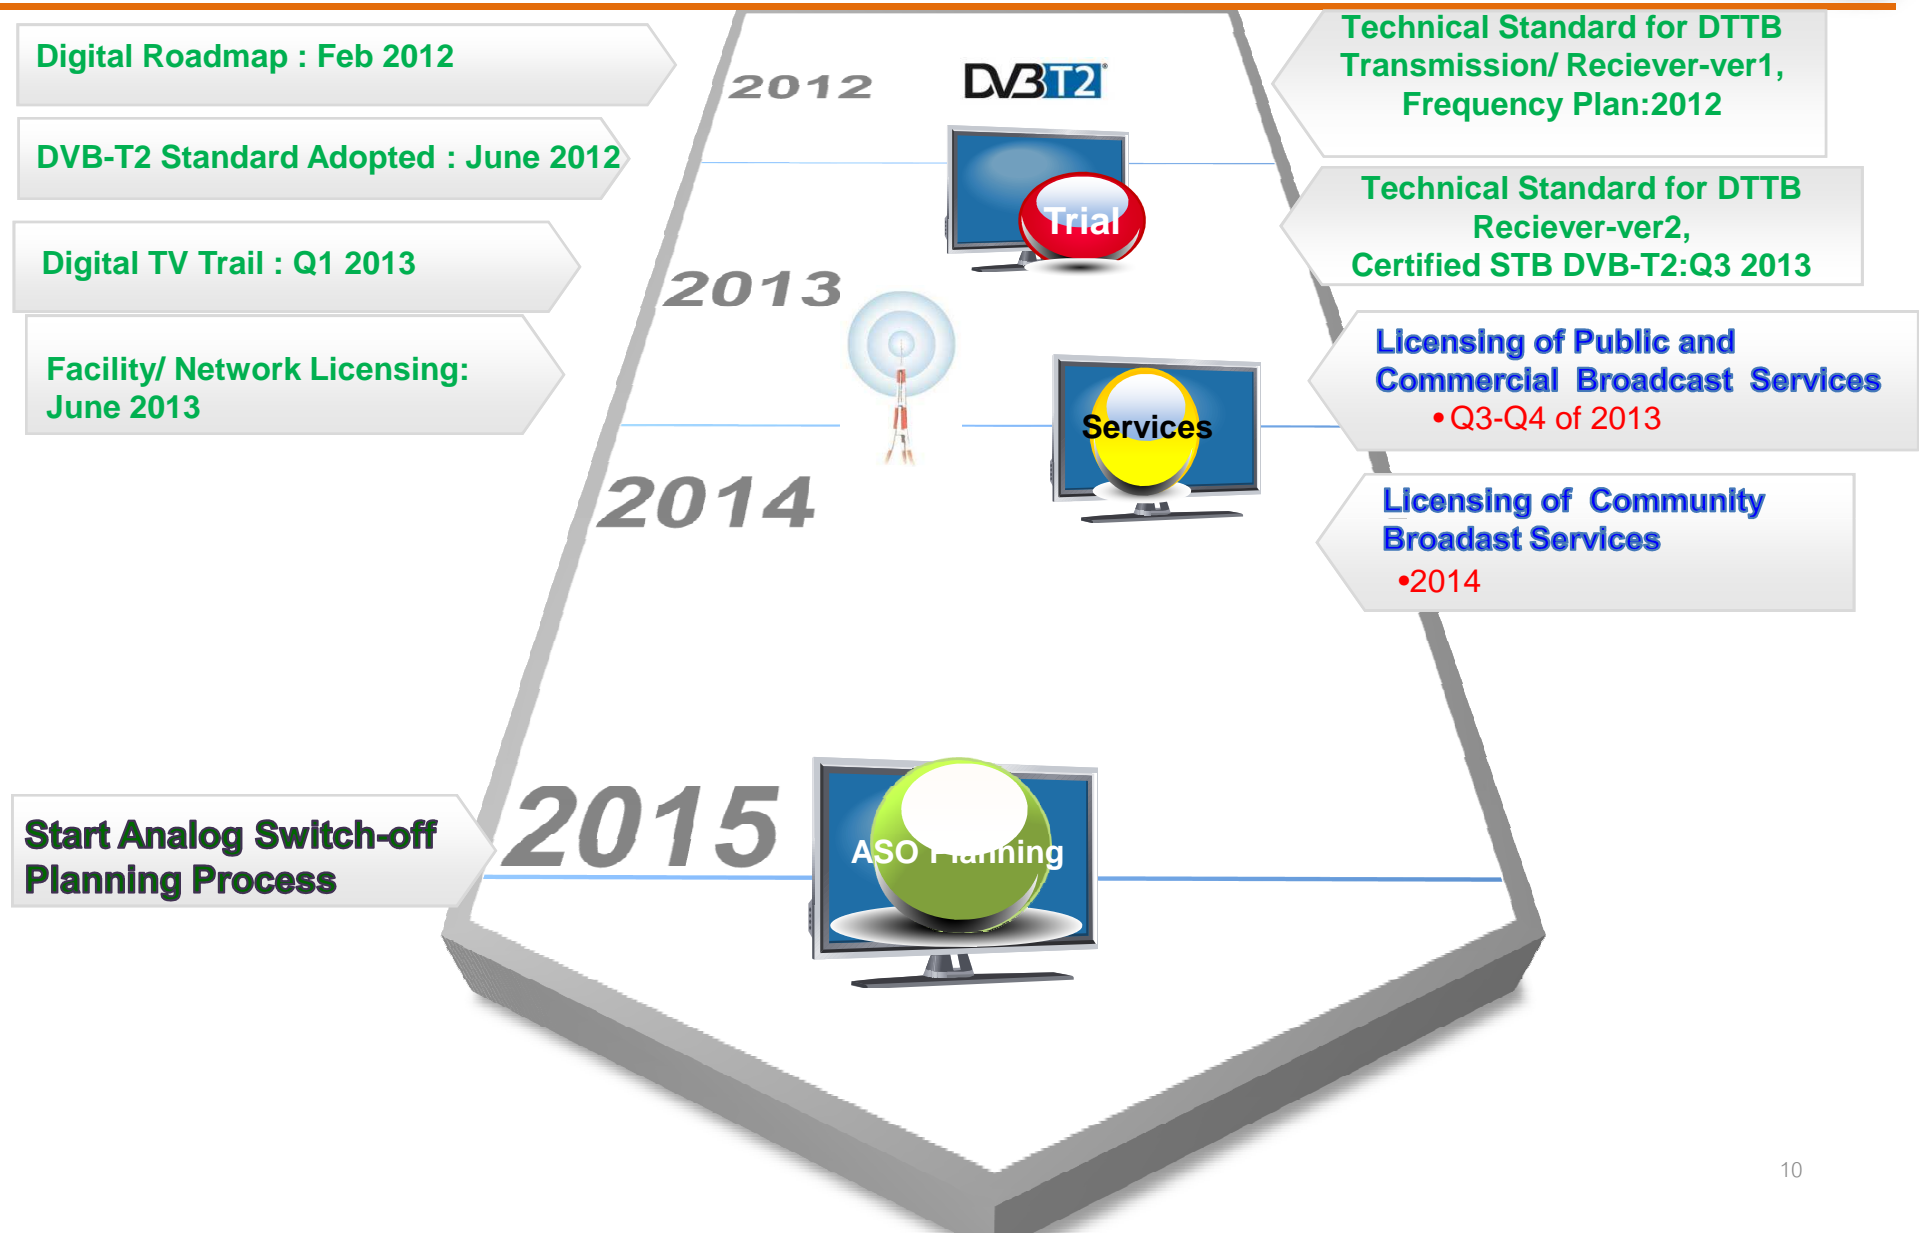 Digital Roadmap : Feb 2012
DVB-T2 Standard Adopted : June 2012
Digital TV Trail : Q1 2013
Facility/ Network Licensing:
June 2013
Start Analog Switch-off
Planning Process
2012
DVB T2
Trial
2013
Services
2014
2015
ASO Planning
Technical Standard for DTTB
Transmission/ Reciever-ver1,
Frequency Plan:2012
Technical Standard for DTTB
Reciever-ver2,
Certified STB DVB-T2:Q3 2013
Licensing of Public and
Commercial Broadcast Services
•Q3-Q4 of 2013
Licensing of Community
Broadast Services
•2014
10